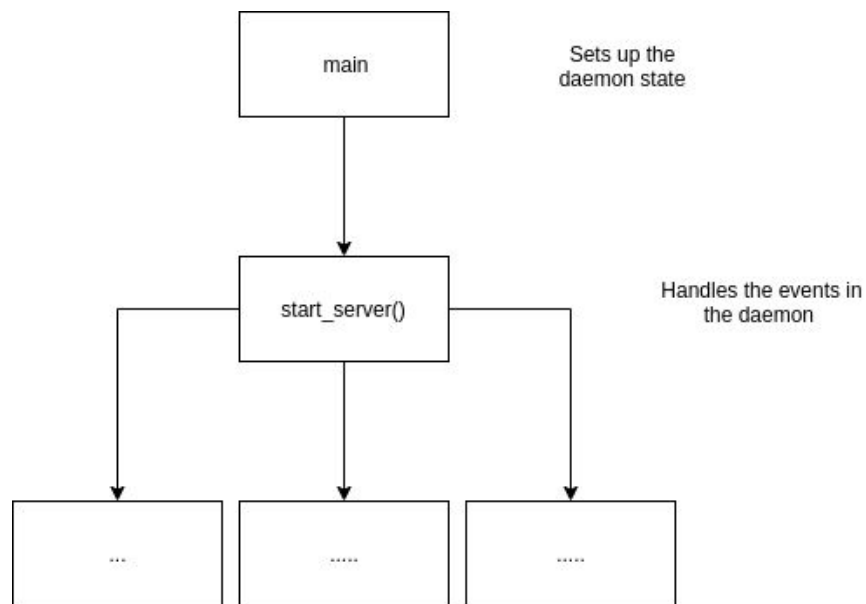 main
Sets up the
daemon state
start_server()
Handles the events in
the daemon
...
.....
.....